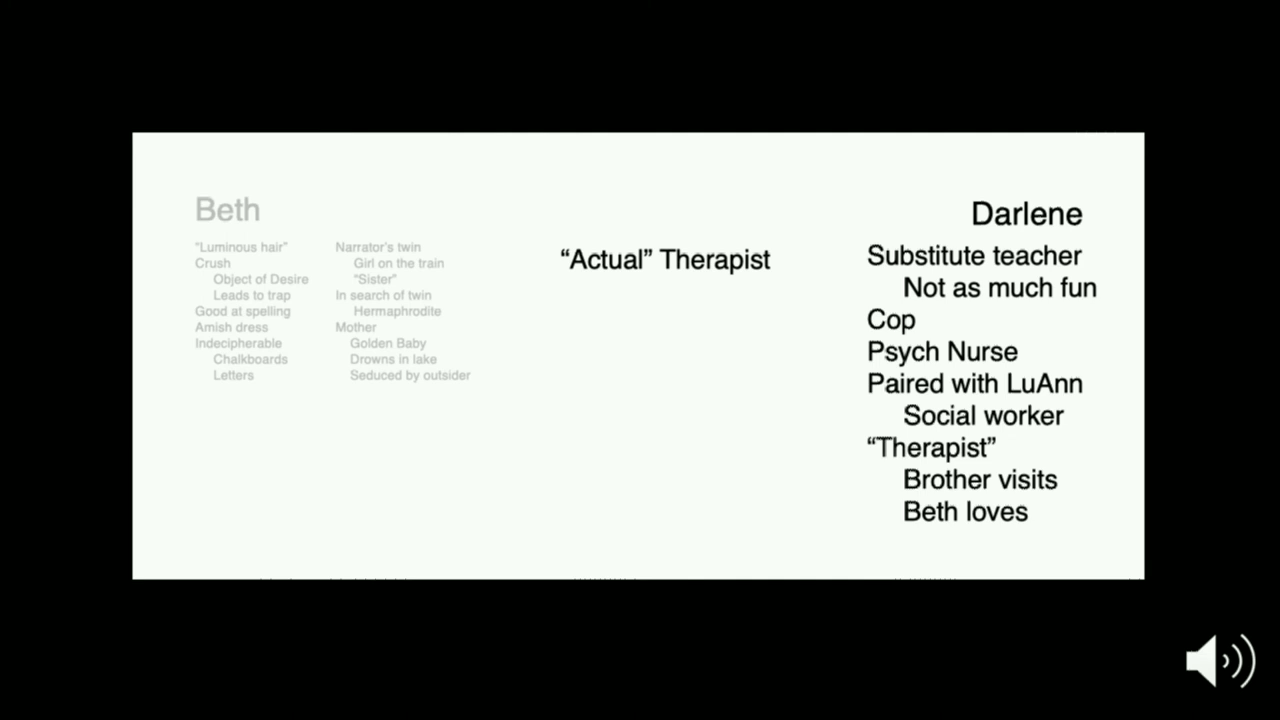 Beth
“Luminous hair”
Crush
Object of Desire
Leads to trap
Good at spelling
Amish dress
Indecipherable
Chalkboards
Letters
Narrator’s twin
Girl on the train
“Sister”
In search of twin
Hermaphrodite
Mother
Golden Baby
Drowns in lake
Seduced by outsider
“Actual” Therapist
Darlene
Substitute teacher
Not as much fun
Cop
Psych Nurse
Paired with LuAnn
Social worker
“Therapist”
Brother visits
Beth loves